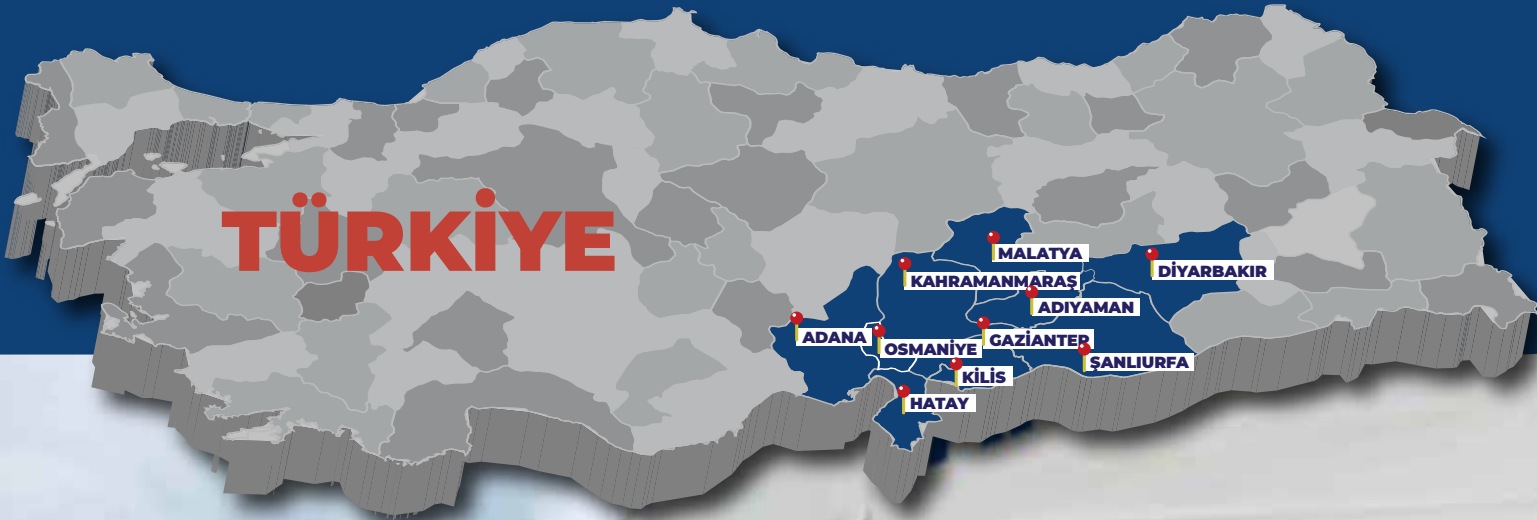 TÜRKİYE
MALATYA
DİYARBAKIR
KAHRAMANMARAŞ
ADIYAMAN
ADANA
OSMANİYE
GAZİANTEP
ŞANLIURFA
KİLİS
HATAY